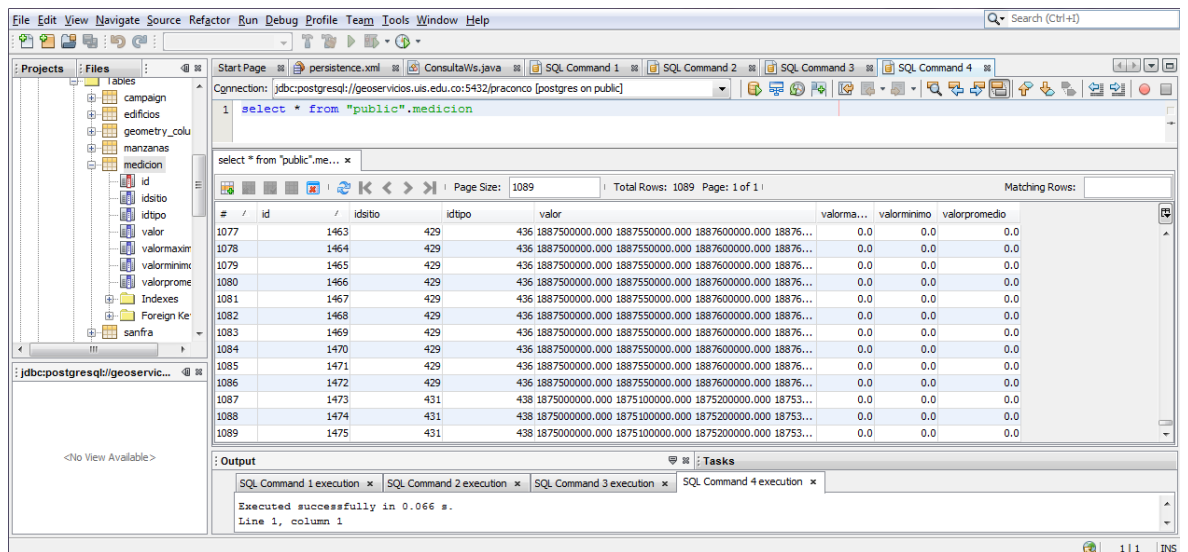 File Edit View Navigate Source Refactor Run Debug Profile Team Tools Window Help
Search (Ctrl+I)
Projects Files
Start Page persistence.xml ConsultaWs.java SQL Command 1 SQL Command 2 SQL Command 3 SQL Command 4
Connection: jdbc:postgresql://geoservicios.uis.edu.co:5432/praconco [postgres on public]
1 select * from "public".medicion
Tables
campaign
edificios
geometry_colu
manzanas
medicion
id
idsitio
idtipo
valor
valormaxim
valorminimo
valorprome
Indexes
Foreign Ke
sanfra
jdbc:postgresql://geoservic...
<No View Available>
select * from "public".me...
Page Size: 1089 Total Rows: 1089 Page: 1 of 1 Matching Rows:
# id idsitio idtipo valor valorma... valorminimo valorpromedio
1077 1463 429 436 1887500000.000 1887550000.000 1887600000.000 18876... 0.0 0.0 0.0
1078 1464 429 436 1887500000.000 1887550000.000 1887600000.000 18876... 0.0 0.0 0.0
1079 1465 429 436 1887500000.000 1887550000.000 1887600000.000 18876... 0.0 0.0 0.0
1080 1466 429 436 1887500000.000 1887550000.000 1887600000.000 18876... 0.0 0.0 0.0
1081 1467 429 436 1887500000.000 1887550000.000 1887600000.000 18876... 0.0 0.0 0.0
1082 1468 429 436 1887500000.000 1887550000.000 1887600000.000 18876... 0.0 0.0 0.0
1083 1469 429 436 1887500000.000 1887550000.000 1887600000.000 18876... 0.0 0.0 0.0
1084 1470 429 436 1887500000.000 1887550000.000 1887600000.000 18876... 0.0 0.0 0.0
1085 1471 429 436 1887500000.000 1887550000.000 1887600000.000 18876... 0.0 0.0 0.0
1086 1472 429 436 1887500000.000 1887550000.000 1887600000.000 18876... 0.0 0.0 0.0
1087 1473 431 438 1875000000.000 1875100000.000 1875200000.000 18753... 0.0 0.0 0.0
1088 1474 431 438 1875000000.000 1875100000.000 1875200000.000 18753... 0.0 0.0 0.0
1089 1475 431 438 1875000000.000 1875100000.000 1875200000.000 18753... 0.0 0.0 0.0
Output Tasks
SQL Command 1 execution SQL Command 2 execution SQL Command 3 execution SQL Command 4 execution
Executed successfully in 0.066 s.
Line 1, column 1
1|1 INS